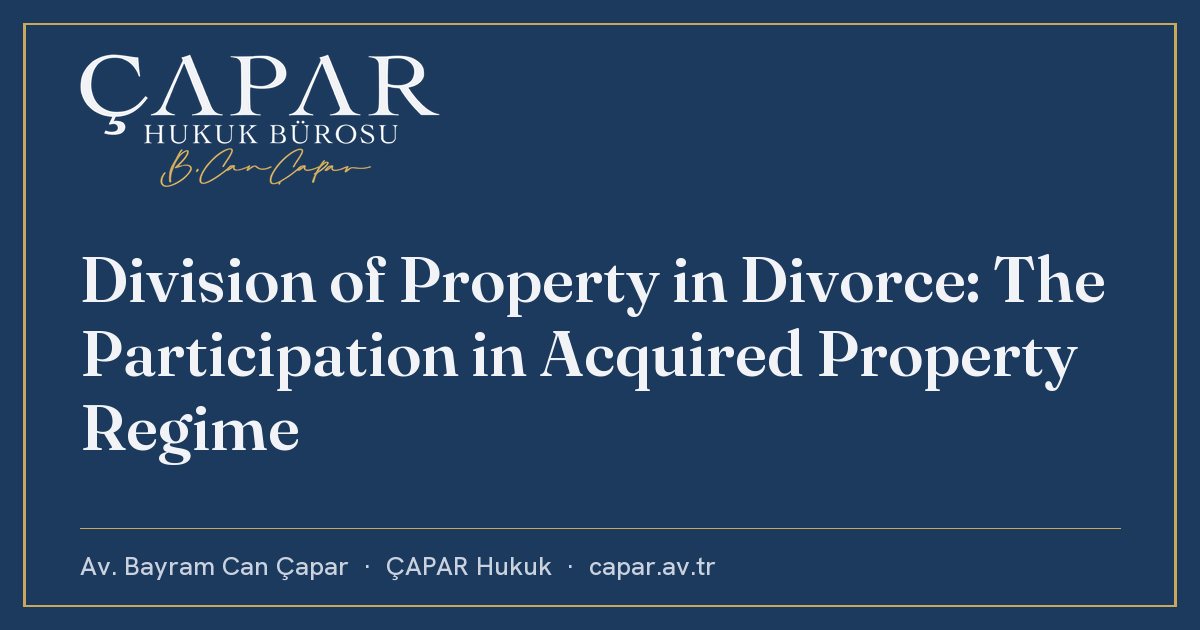 ÇAPAR
HUKUK BÜROSU
B.Can Çapar
Division of Property in Divorce: The
Participation in Acquired Property
Regime
Av. Bayram Can Çapar · ÇAPAR Hukuk · capar.av.tr